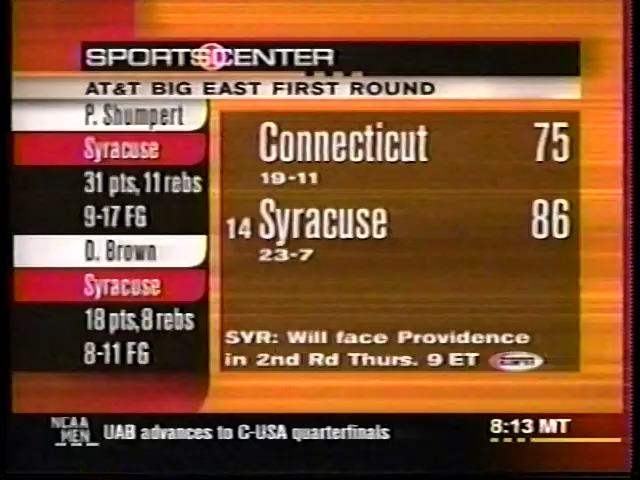 SPORTSCENTER
AT&T BIG EAST FIRST ROUND
P. Shumpert
Syracuse
31 pts, 11 rebs
9-17 FG
D. Brown
Syracuse
18 pts, 8 rebs
8-11 FG
Connecticut 75
19-11
14 Syracuse 86
23-7
SYR: Will face Providence
in 2nd Rd Thurs. 9 ET ESPN
NCAA
MEN
UAB advances to C-USA quarterfinals
8:13 MT